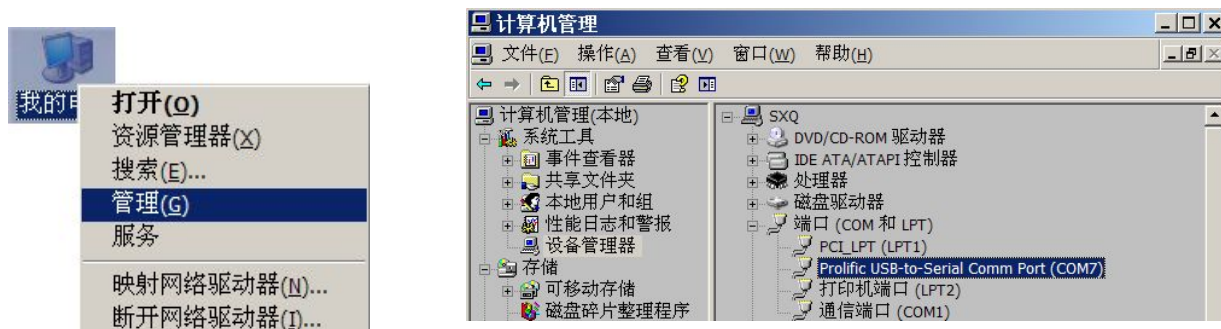 我的电
打开(O)
资源管理器(X)
搜索(E)...
管理(G)
服务
映射网络驱动器(N)...
断开网络驱动器(I)...
计算机管理
文件(F) 操作(A) 查看(V) 窗口(W) 帮助(H)
计算机管理(本地)
系统工具
事件查看器
共享文件夹
本地用户和组
性能日志和警报
设备管理器
存储
可移动存储
磁盘碎片整理程序
SXQ
DVD/CD-ROM 驱动器
IDE ATA/ATAPI 控制器
处理器
磁盘驱动器
端口 (COM 和 LPT)
PCI_LPT (LPT1)
Prolific USB-to-Serial Comm Port (COM7)
打印机端口 (LPT2)
通信端口 (COM1)